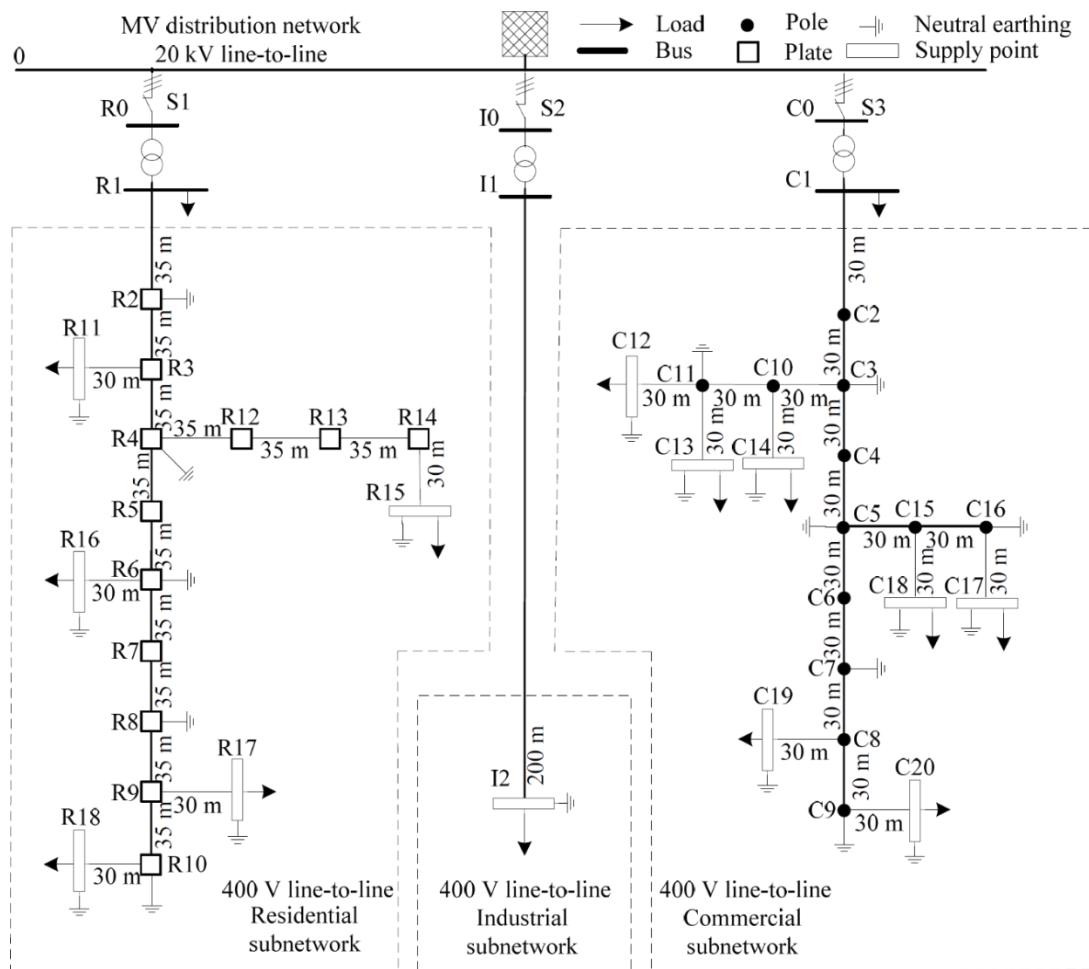 MV distribution network
20 kV line-to-line
0
Load
Bus
Pole
Plate
Neutral earthing
Supply point
R0
S1
R1
I0
S2
I1
C0
S3
C1
35 m
R2
35 m
R11
R3
30 m
35 m
R4
35 m
R12
35 m
R13
35 m
R14
30 m
R15
35 m
R5
35 m
R16
R6
30 m
35 m
R7
35 m
R8
35 m
R17
R9
30 m
35 m
R18
R10
30 m
400 V line-to-line
Residential
subnetwork
200 m
I2
400 V line-to-line
Industrial
subnetwork
30 m
C2
30 m
C12
C11
C10
C3
30 m
30 m
30 m
30 m
30 m
C13
C14
30 m
C4
30 m
C5
C15
C16
30 m
30 m
30 m
30 m
C18
C17
30 m
C6
30 m
C7
30 m
C19
C8
30 m
30 m
C20
C9
30 m
400 V line-to-line
Commercial
subnetwork